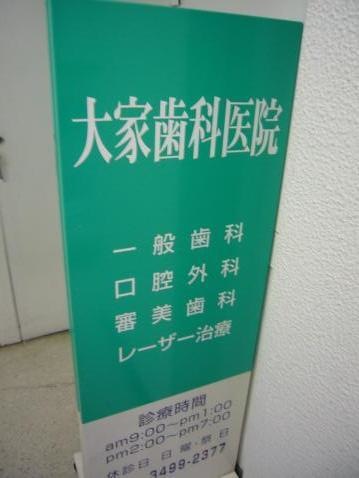 大家歯科医院
一般歯科
口腔外科
審美歯科
レーザー治療
診療時間
am9:00～pm1:00
pm2:00～pm7:00
休診日 日曜・祭日
3499-2377